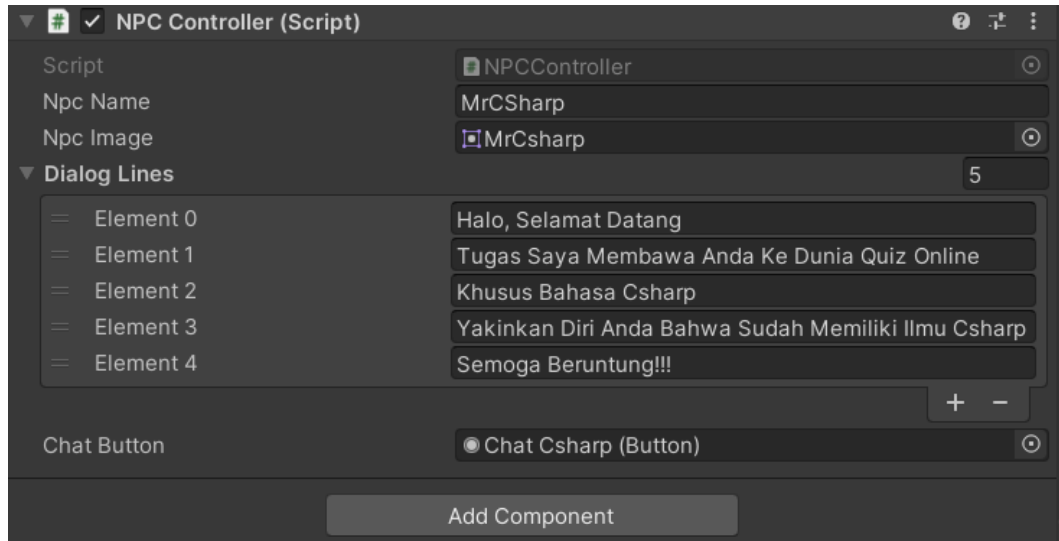 NPC Controller (Script)
Script NPCController
Npc Name MrCSharp
Npc Image MrCsharp
Dialog Lines 5
Element 0 Halo, Selamat Datang
Element 1 Tugas Saya Membawa Anda Ke Dunia Quiz Online
Element 2 Khusus Bahasa Csharp
Element 3 Yakinkan Diri Anda Bahwa Sudah Memiliki Ilmu Csharp
Element 4 Semoga Beruntung!!!
+ −
Chat Button Chat Csharp (Button)
Add Component